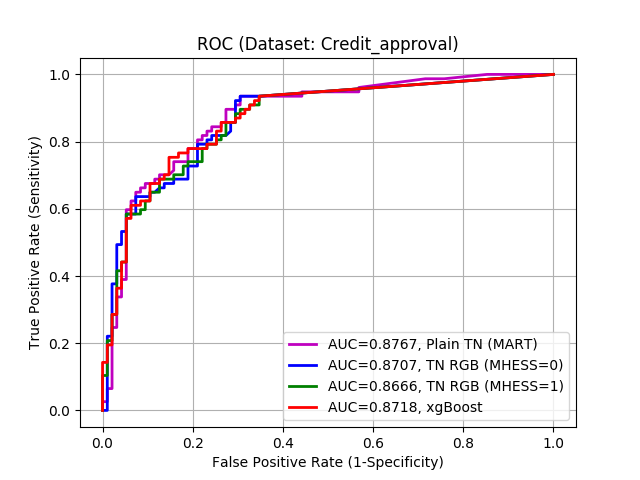 ROC (Dataset: Credit_approval)
True Positive Rate (Sensitivity)
1.0
0.8
0.6
0.4
0.2
0.0
AUC=0.8767, Plain TN (MART)
AUC=0.8707, TN RGB (MHESS=0)
AUC=0.8666, TN RGB (MHESS=1)
AUC=0.8718, xgBoost
0.0 0.2 0.4 0.6 0.8 1.0
False Positive Rate (1-Specificity)